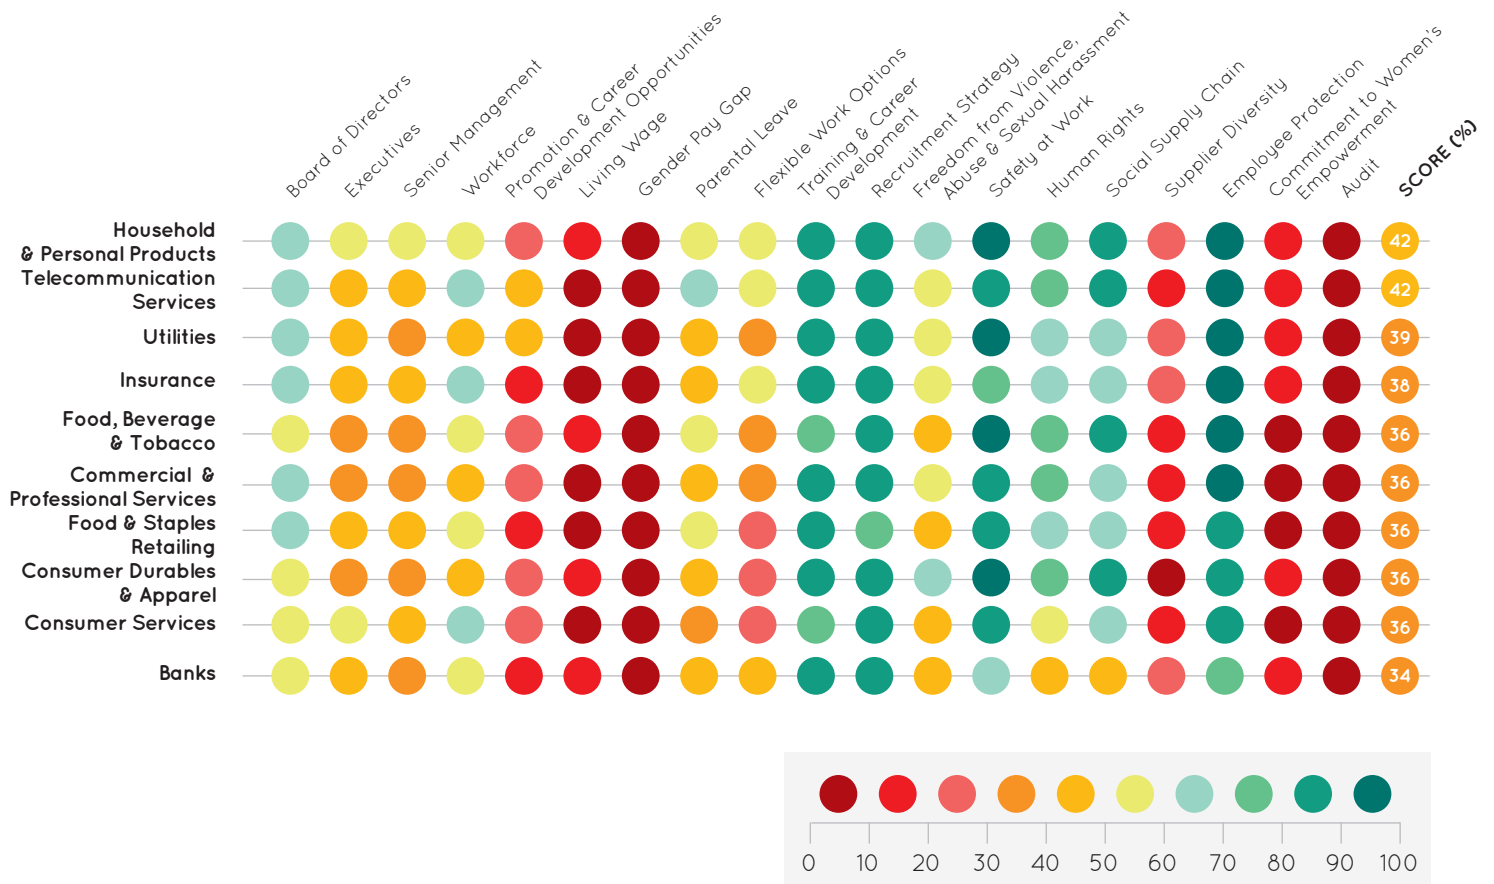 Board of Directors
Executives
Senior Management
Workforce
Promotion & Career
Development Opportunities
Living Wage
Gender Pay Gap
Parental Leave
Flexible Work Options
Training & Career
Development
Recruitment Strategy
Freedom from Violence,
Abuse & Sexual Harassment
Safety at Work
Human Rights
Social Supply Chain
Supplier Diversity
Employee Protection
Commitment to Women's
Empowerment
Audit
SCORE (%)
Household
& Personal Products
42
Telecommunication
Services
42
Utilities
39
Insurance
38
Food, Beverage
& Tobacco
36
Commercial &
Professional Services
36
Food & Staples
Retailing
36
Consumer Durables
& Apparel
36
Consumer Services
36
Banks
34
0 10 20 30 40 50 60 70 80 90 100